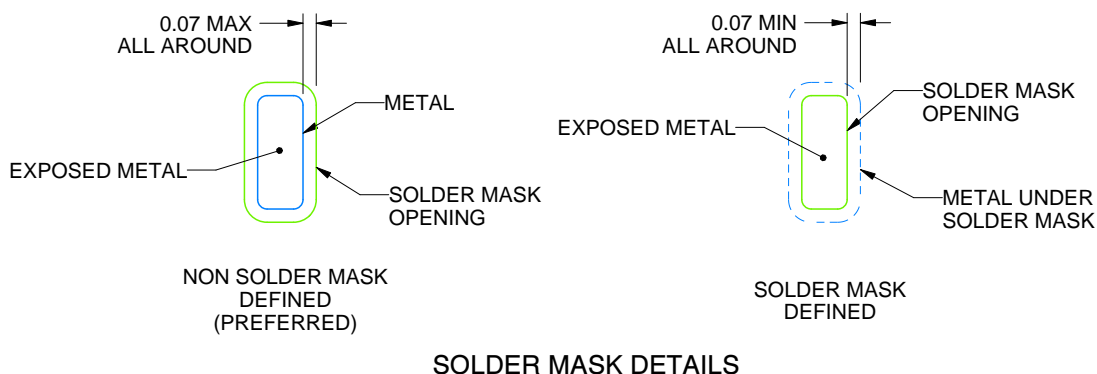 0.07 MAX
ALL AROUND
METAL
EXPOSED METAL
SOLDER MASK
OPENING
NON SOLDER MASK
DEFINED
(PREFERRED)
0.07 MIN
ALL AROUND
SOLDER MASK
OPENING
EXPOSED METAL
METAL UNDER
SOLDER MASK
SOLDER MASK
DEFINED
SOLDER MASK DETAILS